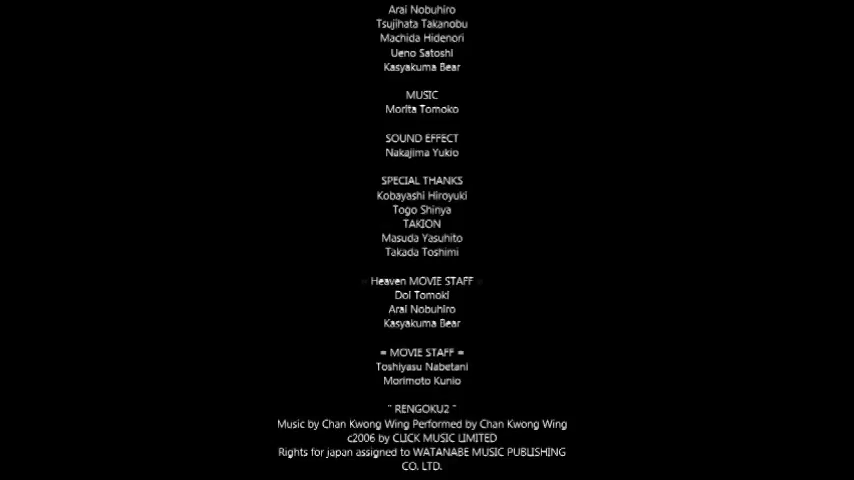 Arai Nobuhiro
Tsujihata Takanobu
Machida Hidenori
Ueno Satoshi
Kasyakuma Bear
MUSIC
Morita Tomoko
SOUND EFFECT
Nakajima Yukio
SPECIAL THANKS
Kobayashi Hiroyuki
Togo Shinya
TAKION
Masuda Yasuhito
Takada Toshimi
= Heaven MOVIE STAFF =
Doi Tomoki
Arai Nobuhiro
Kasyakuma Bear
= MOVIE STAFF =
Toshiyasu Nabetani
Morimoto Kunio
" RENGOKU2 "
Music by Chan Kwong Wing Performed by Chan Kwong Wing
c2006 by CLICK MUSIC LIMITED
Rights for japan assigned to WATANABE MUSIC PUBLISHING
CO. LTD.